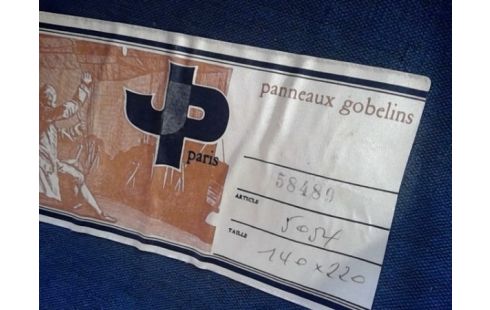 JP
paris
panneaux gobelins
58489
ARTICLE 5054
TAILLE 140 x 220